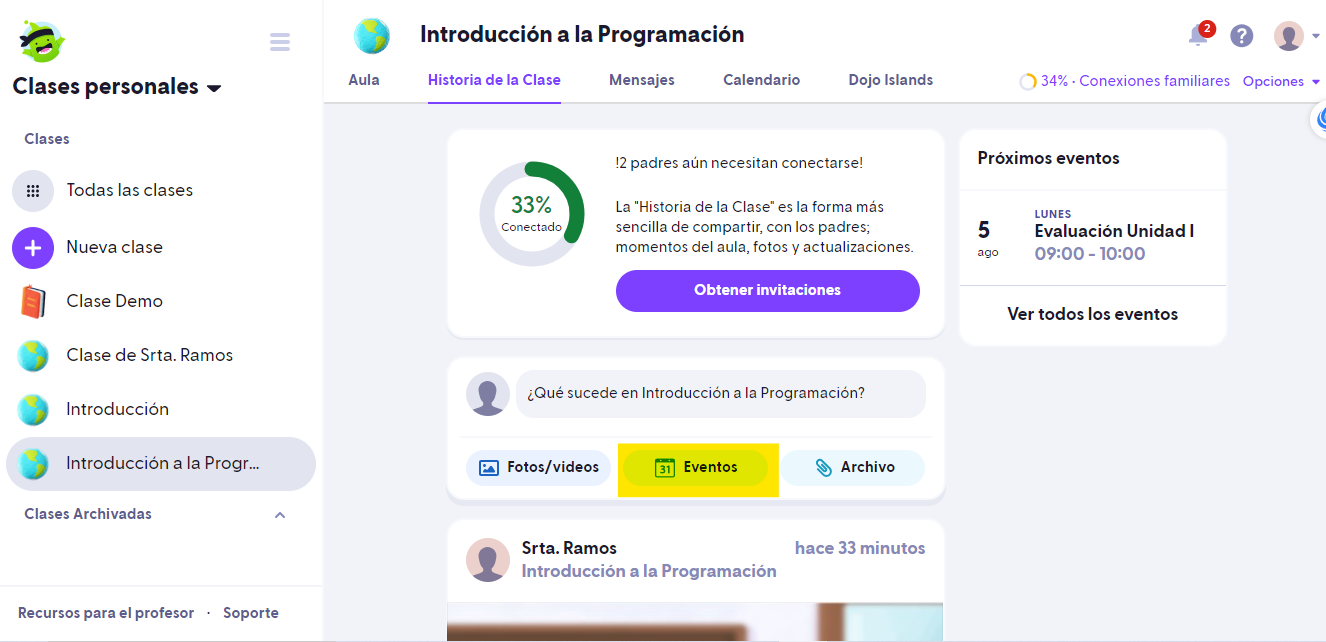 Clases personales
Clases
Todas las clases
Nueva clase
Clase Demo
Clase de Srta. Ramos
Introducción
Introducción a la Progr...
Clases Archivadas
Recursos para el profesor · Soporte
Introducción a la Programación
2
?
Aula Historia de la Clase Mensajes Calendario Dojo Islands
34% · Conexiones familiares Opciones
33%
Conectado
!2 padres aún necesitan conectarse!
La "Historia de la Clase" es la forma más
sencilla de compartir, con los padres;
momentos del aula, fotos y actualizaciones.
Obtener invitaciones
¿Qué sucede en Introducción a la Programación?
Fotos/videos 31 Eventos Archivo
Srta. Ramos hace 33 minutos
Introducción a la Programación
Próximos eventos
5
ago
LUNES
Evaluación Unidad I
09:00 - 10:00
Ver todos los eventos